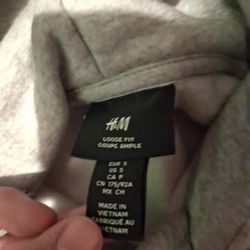 H&M
LOOSE FIT
COUPE AMPLE
EUR S
US S
CA P
CN 175/92A
MX CH
MADE IN
VIETNAM
FABRIQUÉ AU
VIETNAM